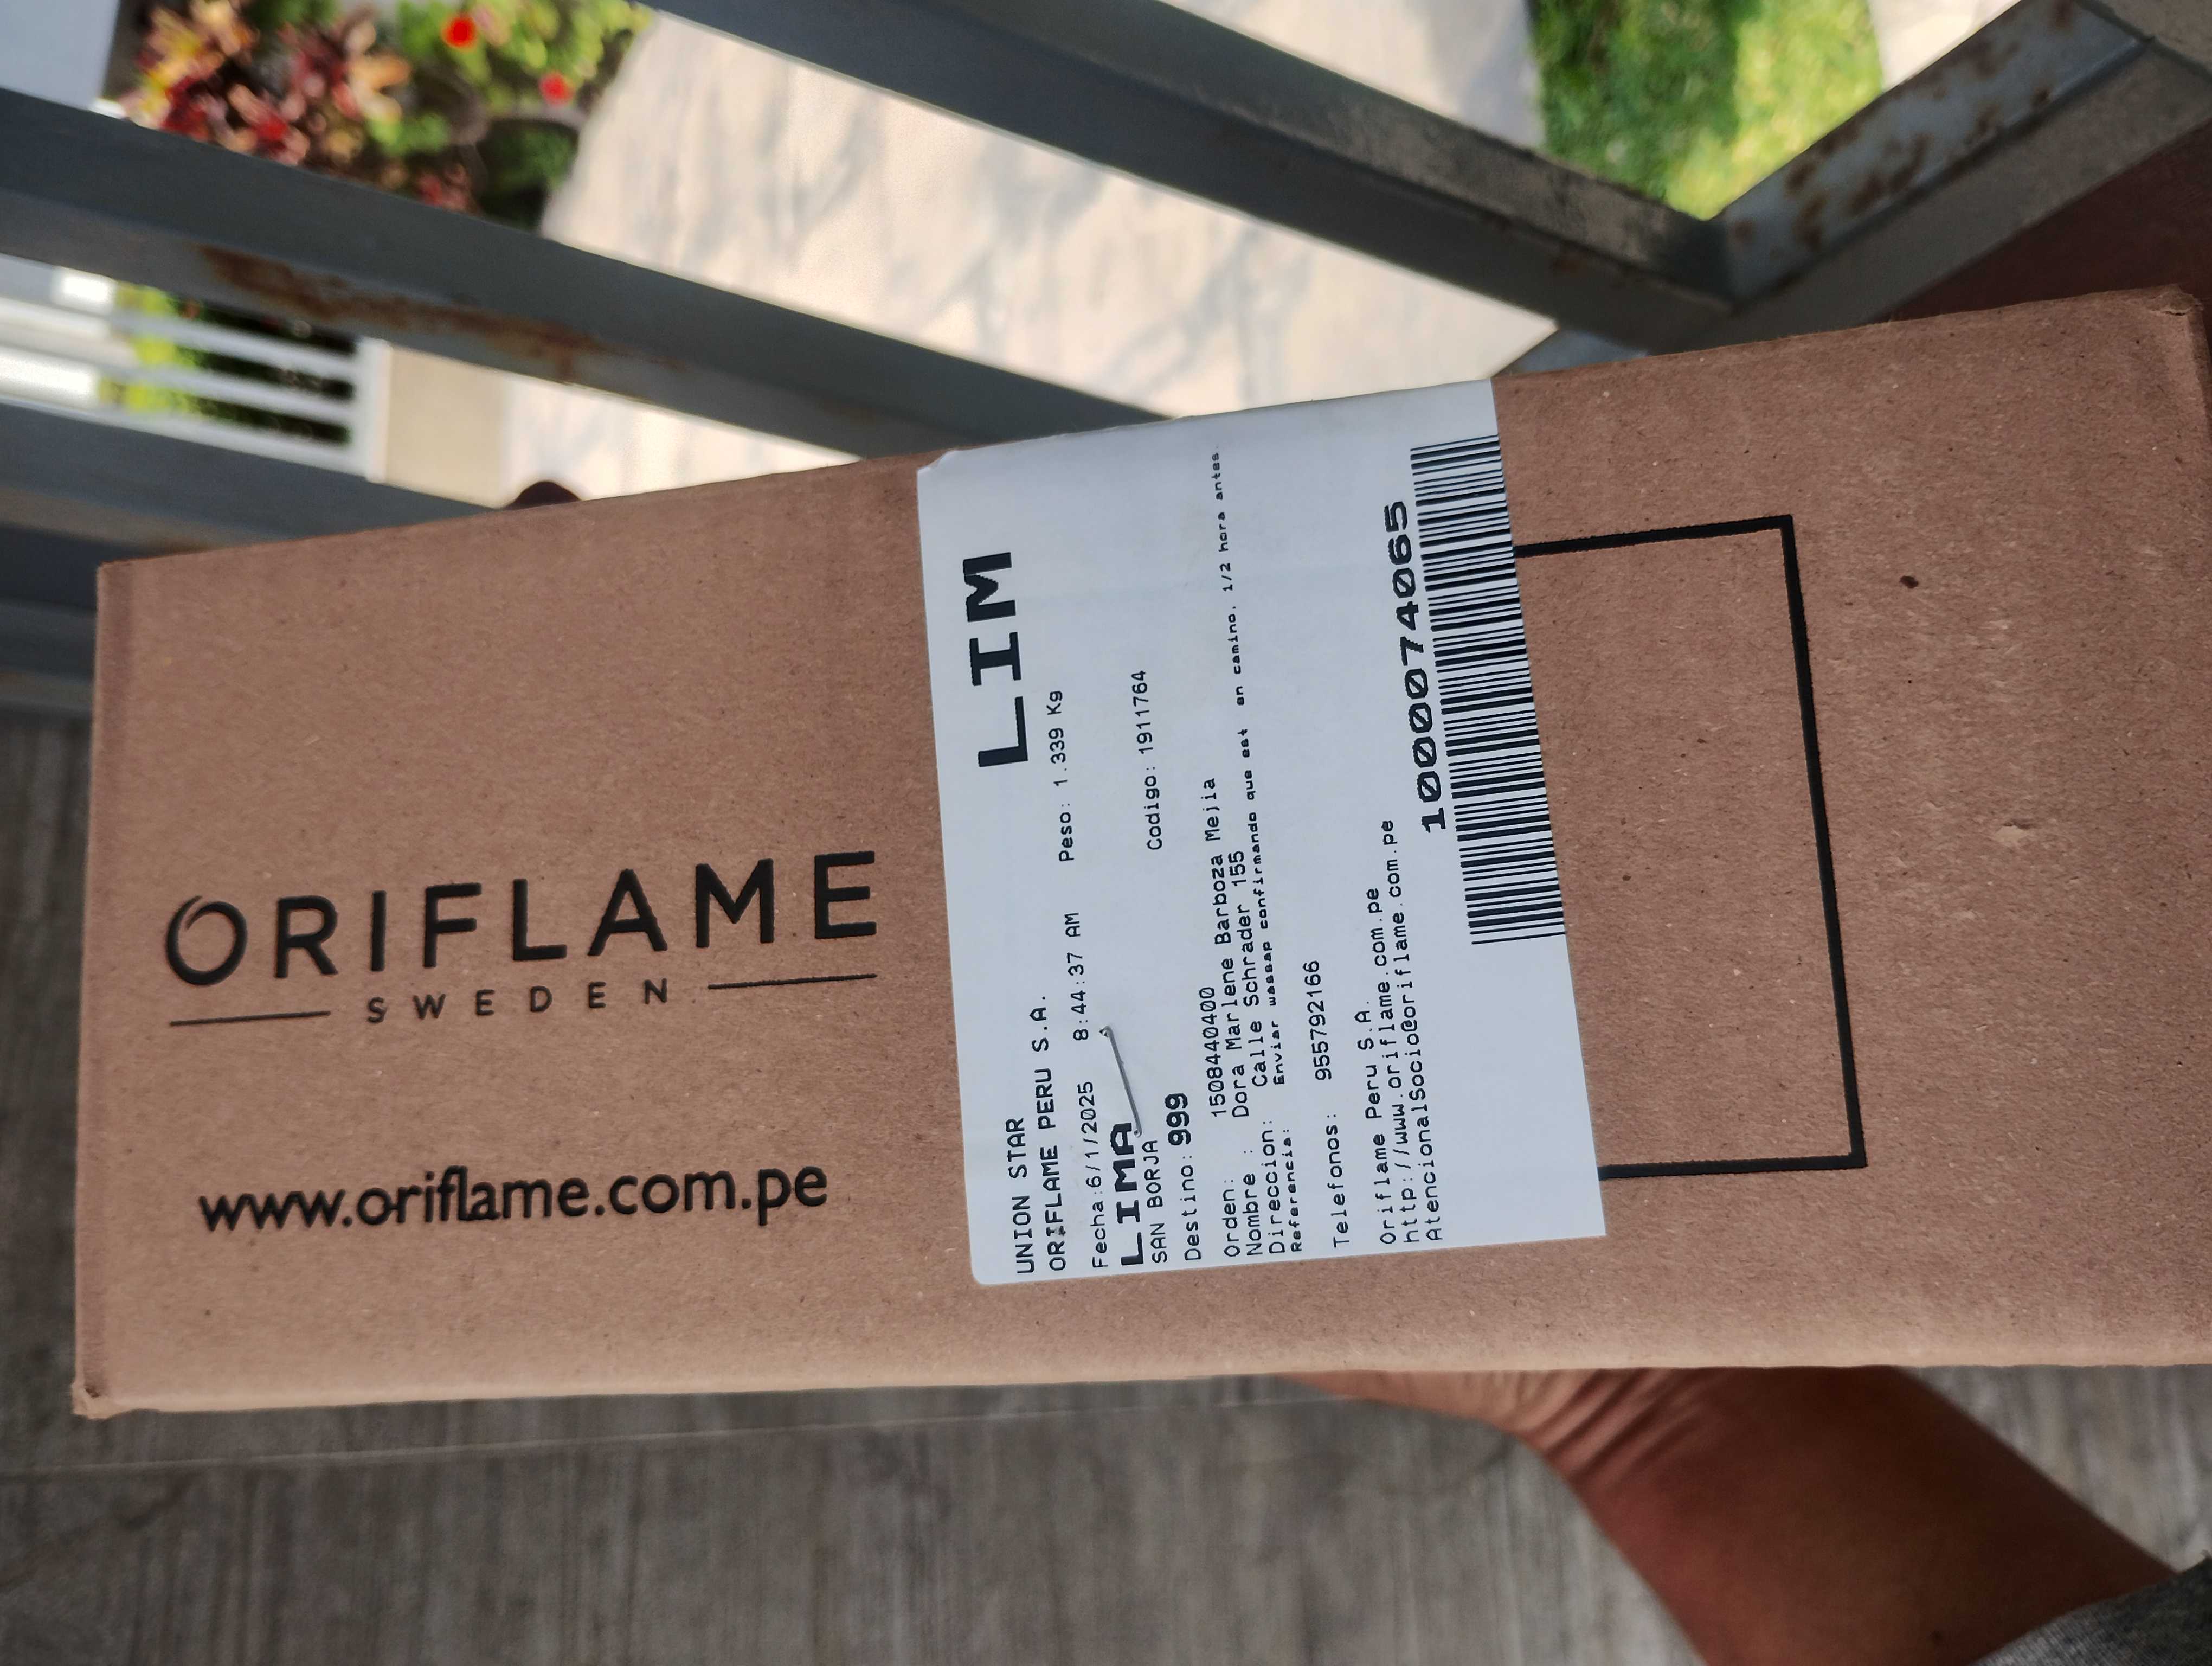 ORIFLAME
SWEDEN
www.oriflame.com.pe
LIM
UNION STAR
ORIFLAME PERU S.A.
Fecha:6/1/2025 8:44:37 AM Peso: 1.339 Kg
LIMA
SAN BORJA Codigo: 1911764
Destino: 999
Orden: 1508440400
Nombre : Dora Marlene Barboza Mejia
Direccion: Calle Schrader 155
Referencia: Enviar wassap confirmando que est en camino, 1/2 hora antes.
Telefonos: 955792166
Oriflame Peru S.A.
http://www.oriflame.com.pe
Atencionalsocio@oriflame.com.pe
10007074065